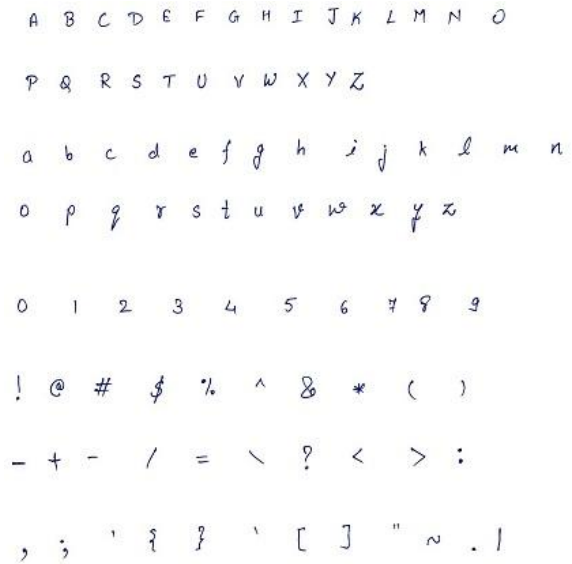 A B C D E F G H I J K L M N O
P Q R S T U V W X Y Z
a b c d e f g h i j k l m n
o p q r s t u v w x y z
0 1 2 3 4 5 6 7 8 9
! @ # $ % ^ & * ( )
_ + - / = \ ? < > :
, ; ' { } ` [ ] " ~ . |